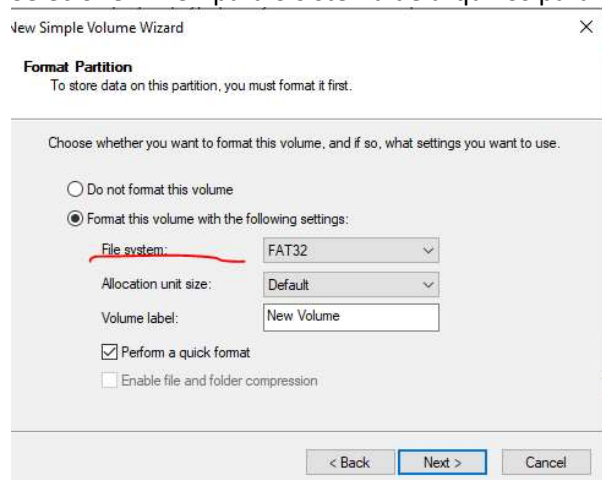 New Simple Volume Wizard
Format Partition
To store data on this partition, you must format it first.
Choose whether you want to format this volume, and if so, what settings you want to use.
Do not format this volume
Format this volume with the following settings:
File system: FAT32
Allocation unit size: Default
Volume label: New Volume
Perform a quick format
Enable file and folder compression
< Back Next > Cancel